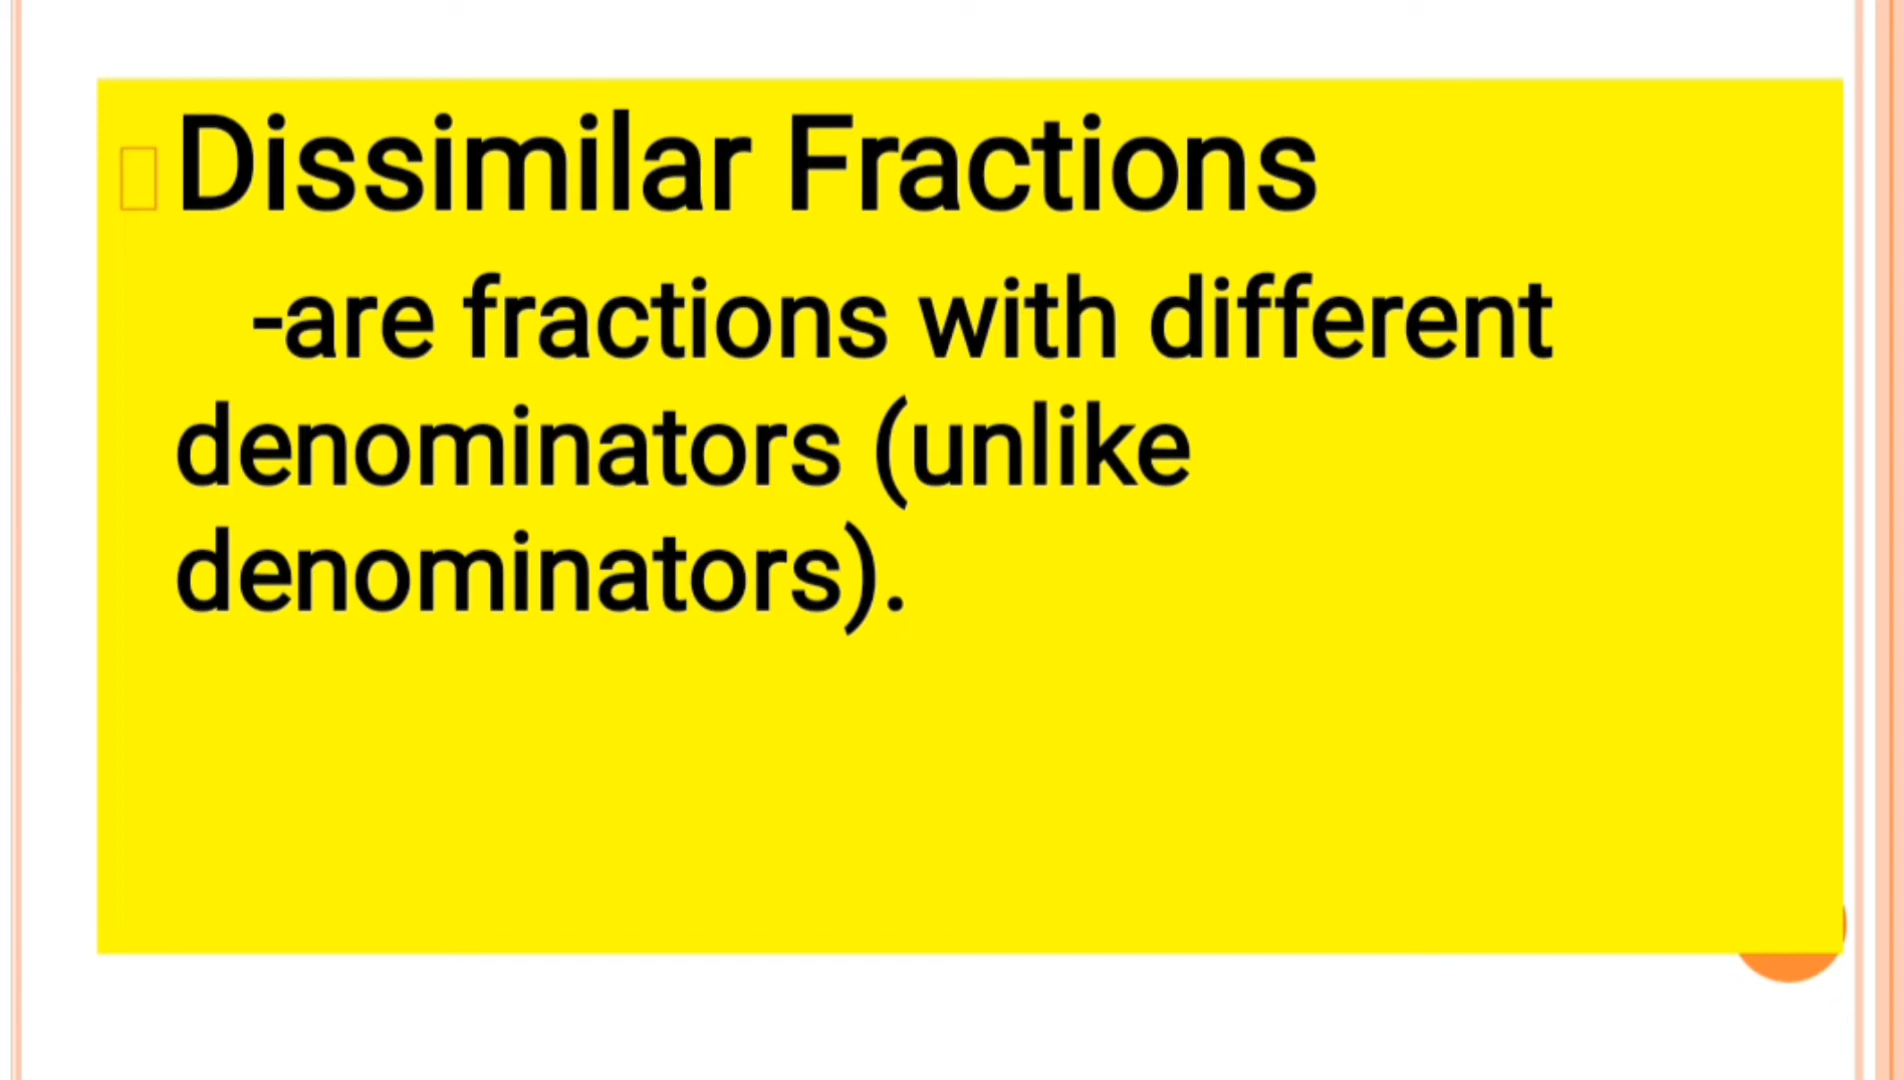 Dissimilar Fractions
-are fractions with different
denominators (unlike
denominators).